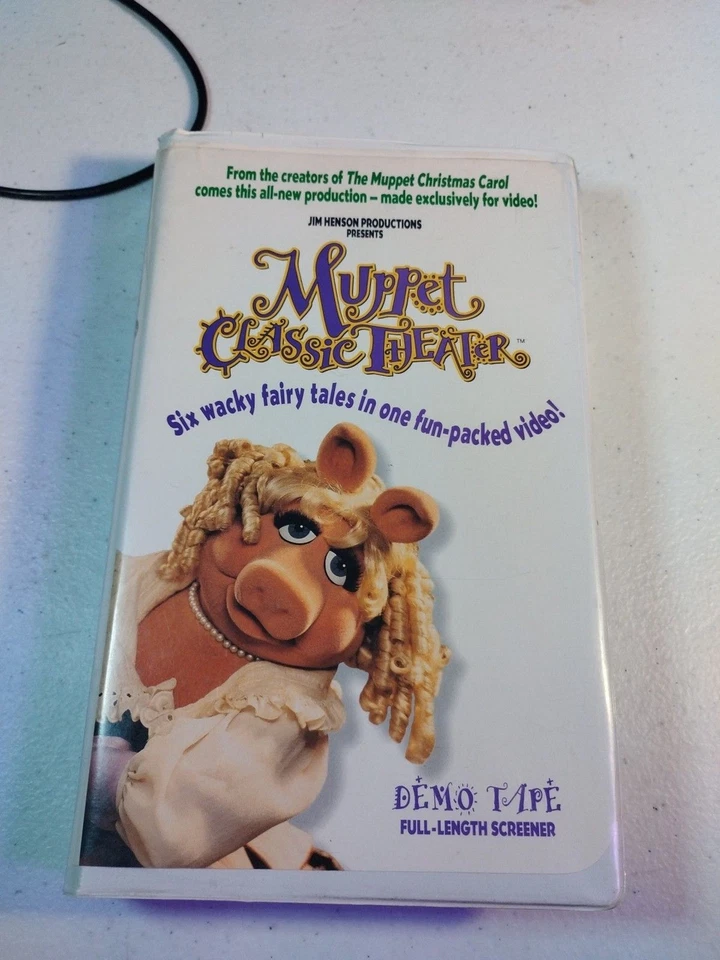 From the creators of The Muppet Christmas Carol
comes this all-new production – made exclusively for video!
JIM HENSON PRODUCTIONS
PRESENTS
Muppet
Classic Theater™
Six wacky fairy tales in one fun-packed video!
DEMO TAPE
FULL-LENGTH SCREENER